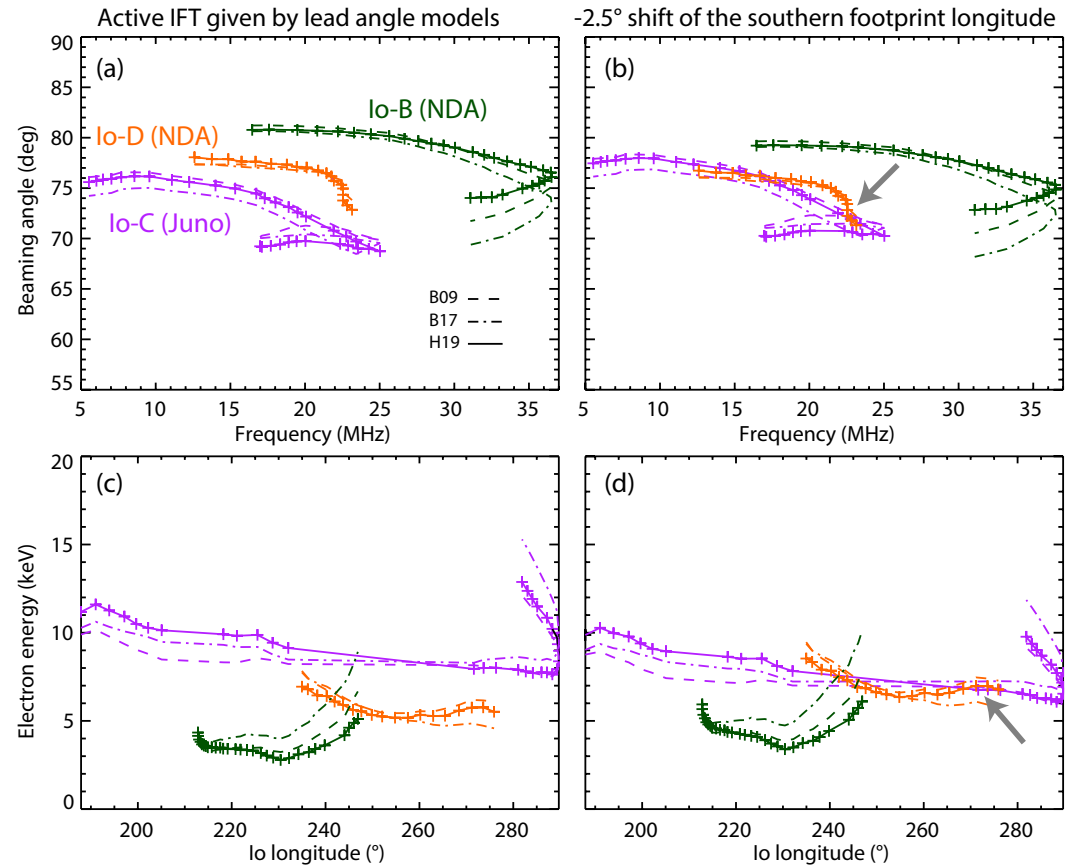 Active IFT given by lead angle models
-2.5° shift of the southern footprint longitude
90
85
80
75
70
65
60
55
Beaming angle (deg)
(a)
Io-B (NDA)
Io-D (NDA)
Io-C (Juno)
B09
B17
H19
5 10 15 20 25 30 35
Frequency (MHz)
(b)
5 10 15 20 25 30 35
Frequency (MHz)
20
15
10
5
0
Electron energy (keV)
(c)
200 220 240 260 280
Io longitude (°)
(d)
200 220 240 260 280
Io longitude (°)